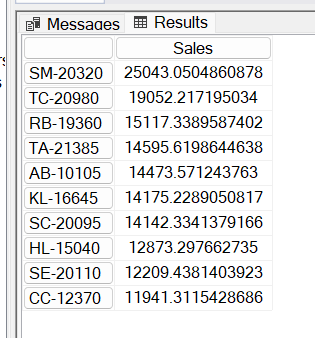 Messages Results
Sales
SM-20320 25043.0504860878
TC-20980 19052.217195034
RB-19360 15117.3389587402
TA-21385 14595.6198644638
AB-10105 14473.571243763
KL-16645 14175.2289050817
SC-20095 14142.3341379166
HL-15040 12873.297662735
SE-20110 12209.4381403923
CC-12370 11941.3115428686